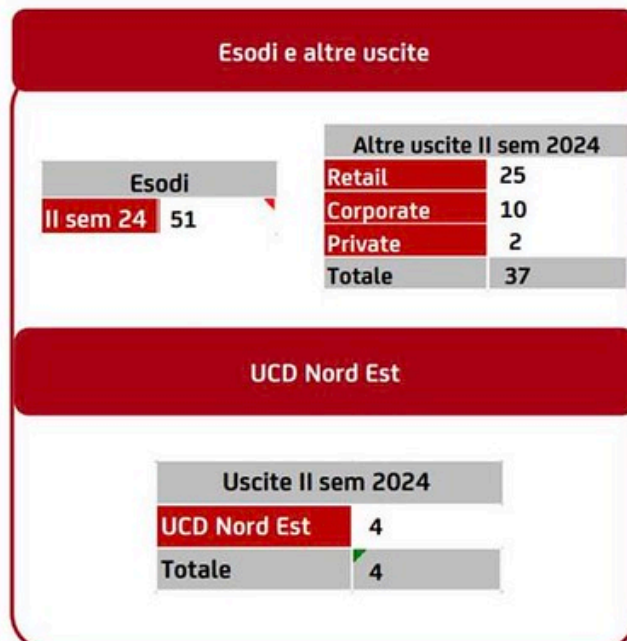 Esodi e altre uscite
Esodi
II sem 24 51
Altre uscite II sem 2024
Retail 25
Corporate 10
Private 2
Totale 37
UCD Nord Est
Uscite II sem 2024
UCD Nord Est 4
Totale 4